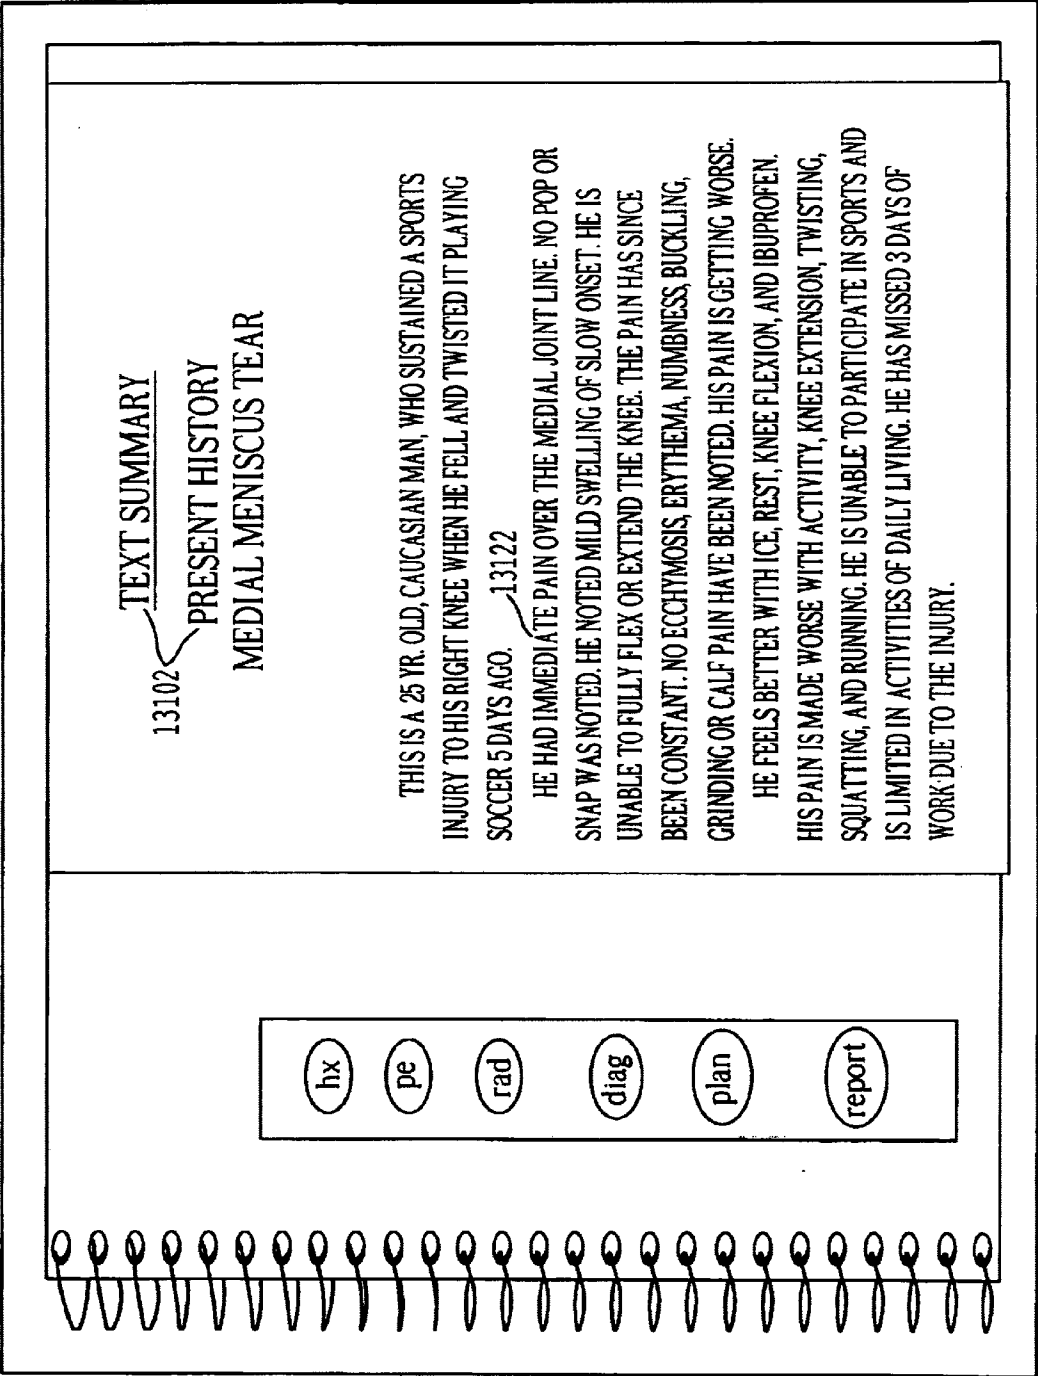 TEXT SUMMARY
13102
PRESENT HISTORY
MEDIAL MENISCUS TEAR
THIS IS A 25 YR. OLD, CAUCASIAN MAN, WHO SUSTAINED A SPORTS
INJURY TO HIS RIGHT KNEE WHEN HE FELL AND TWISTED IT PLAYING
SOCCER 5 DAYS AGO.
13122
HE HAD IMMEDIATE PAIN OVER THE MEDIAL JOINT LINE. NO POP OR
SNAP WAS NOTED. HE NOTED MILD SWELLING OF SLOW ONSET. HE IS
UNABLE TO FULLY FLEX OR EXTEND THE KNEE. THE PAIN HAS SINCE
BEEN CONSTANT. NO ECCHYMOSIS, ERYTHEMA, NUMBNESS, BUCKLING,
GRINDING OR CALF PAIN HAVE BEEN NOTED. HIS PAIN IS GETTING WORSE.
HE FEELS BETTER WITH ICE, REST, KNEE FLEXION, AND IBUPROFEN.
HIS PAIN IS MADE WORSE WITH ACTIVITY, KNEE EXTENSION, TWISTING,
SQUATTING, AND RUNNING. HE IS UNABLE TO PARTICIPATE IN SPORTS AND
IS LIMITED IN ACTIVITIES OF DAILY LIVING. HE HAS MISSED 3 DAYS OF
WORK DUE TO THE INJURY.
hx
pe
rad
diag
plan
report